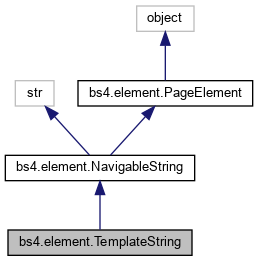 object
str
bs4.element.PageElement
bs4.element.NavigableString
bs4.element.TemplateString